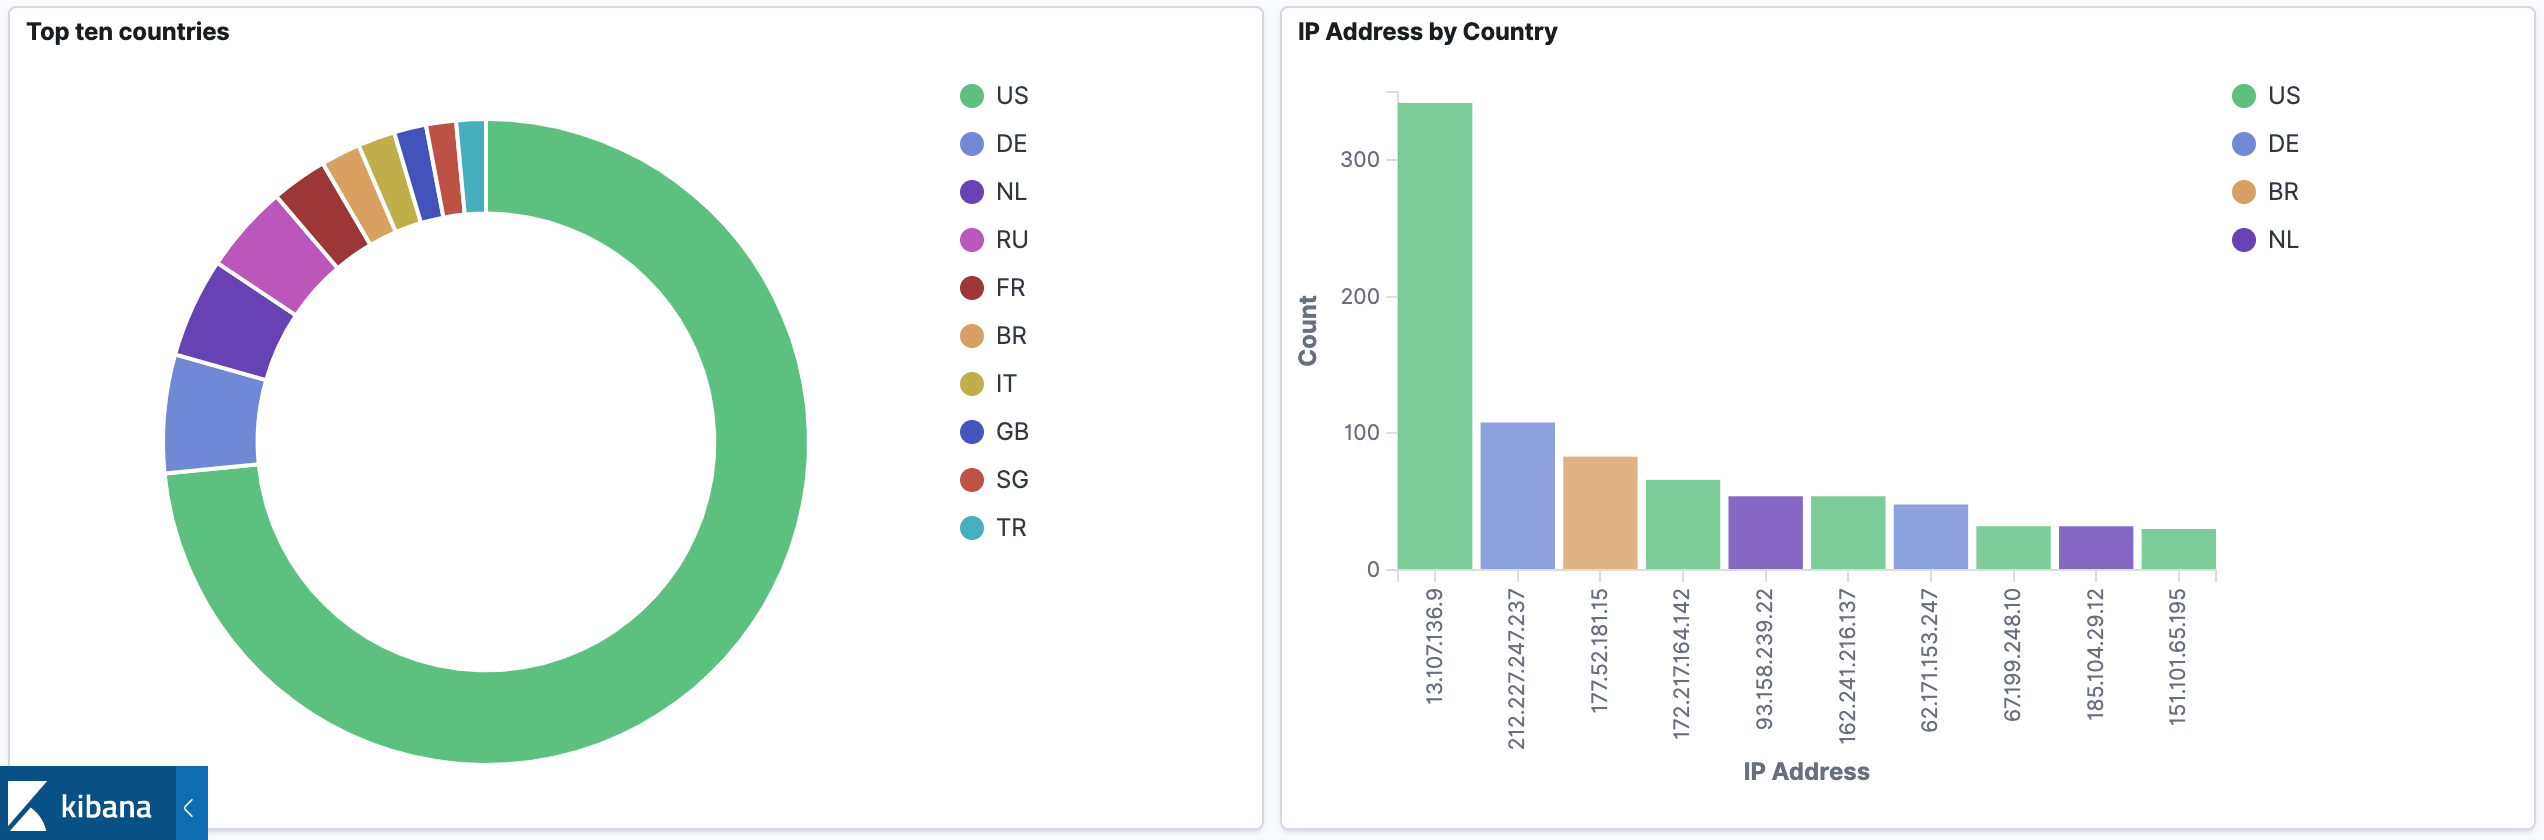 Top ten countries
US
DE
NL
RU
FR
BR
IT
GB
SG
TR
kibana
IP Address by Country
Count
300
200
100
0
13.107.136.9
212.227.247.237
177.52.181.15
172.217.164.142
93.158.239.22
162.241.216.137
62.171.153.247
67.199.248.10
185.104.29.12
151.101.65.195
IP Address
US
DE
BR
NL